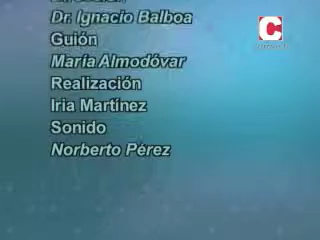 Dr. Ignacio Balboa
Guión
María Almodóvar
Realización
Iria Martínez
Sonido
Norberto Pérez
C